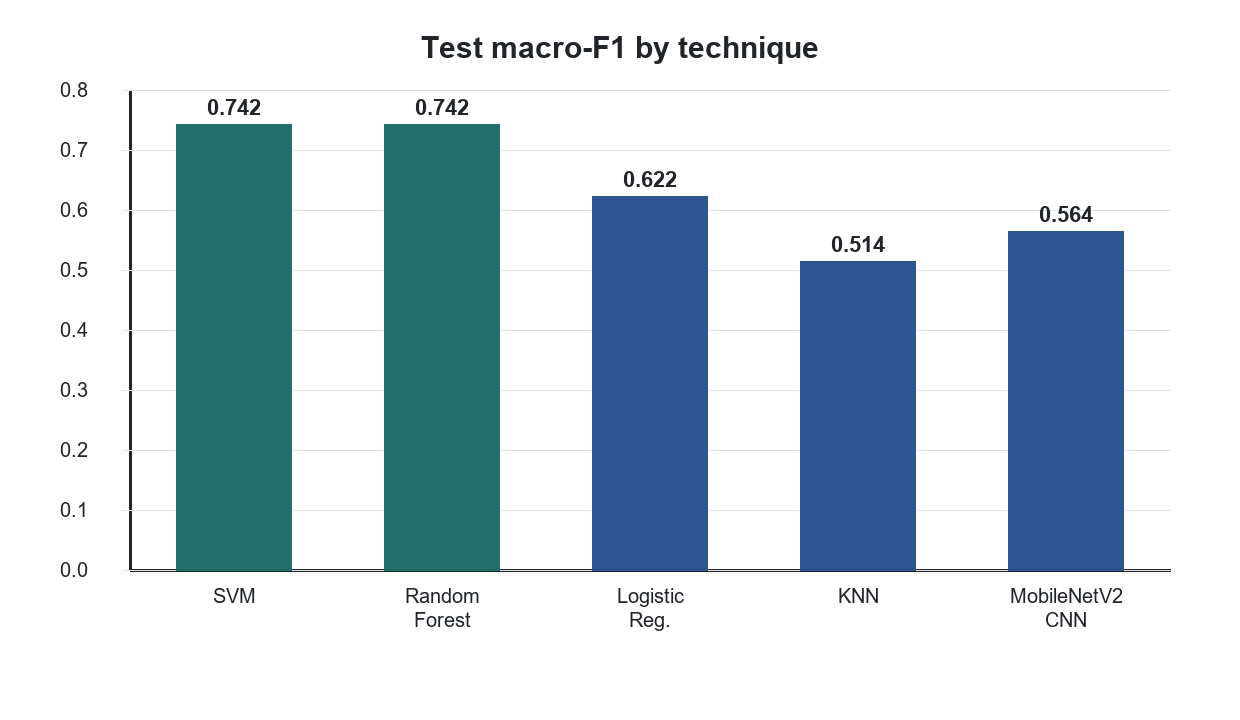 Test macro-F1 by technique
0.8
0.7
0.6
0.5
0.4
0.3
0.2
0.1
0.0
0.742
0.742
0.622
0.514
0.564
SVM
Random
Forest
Logistic
Reg.
KNN
MobileNetV2
CNN